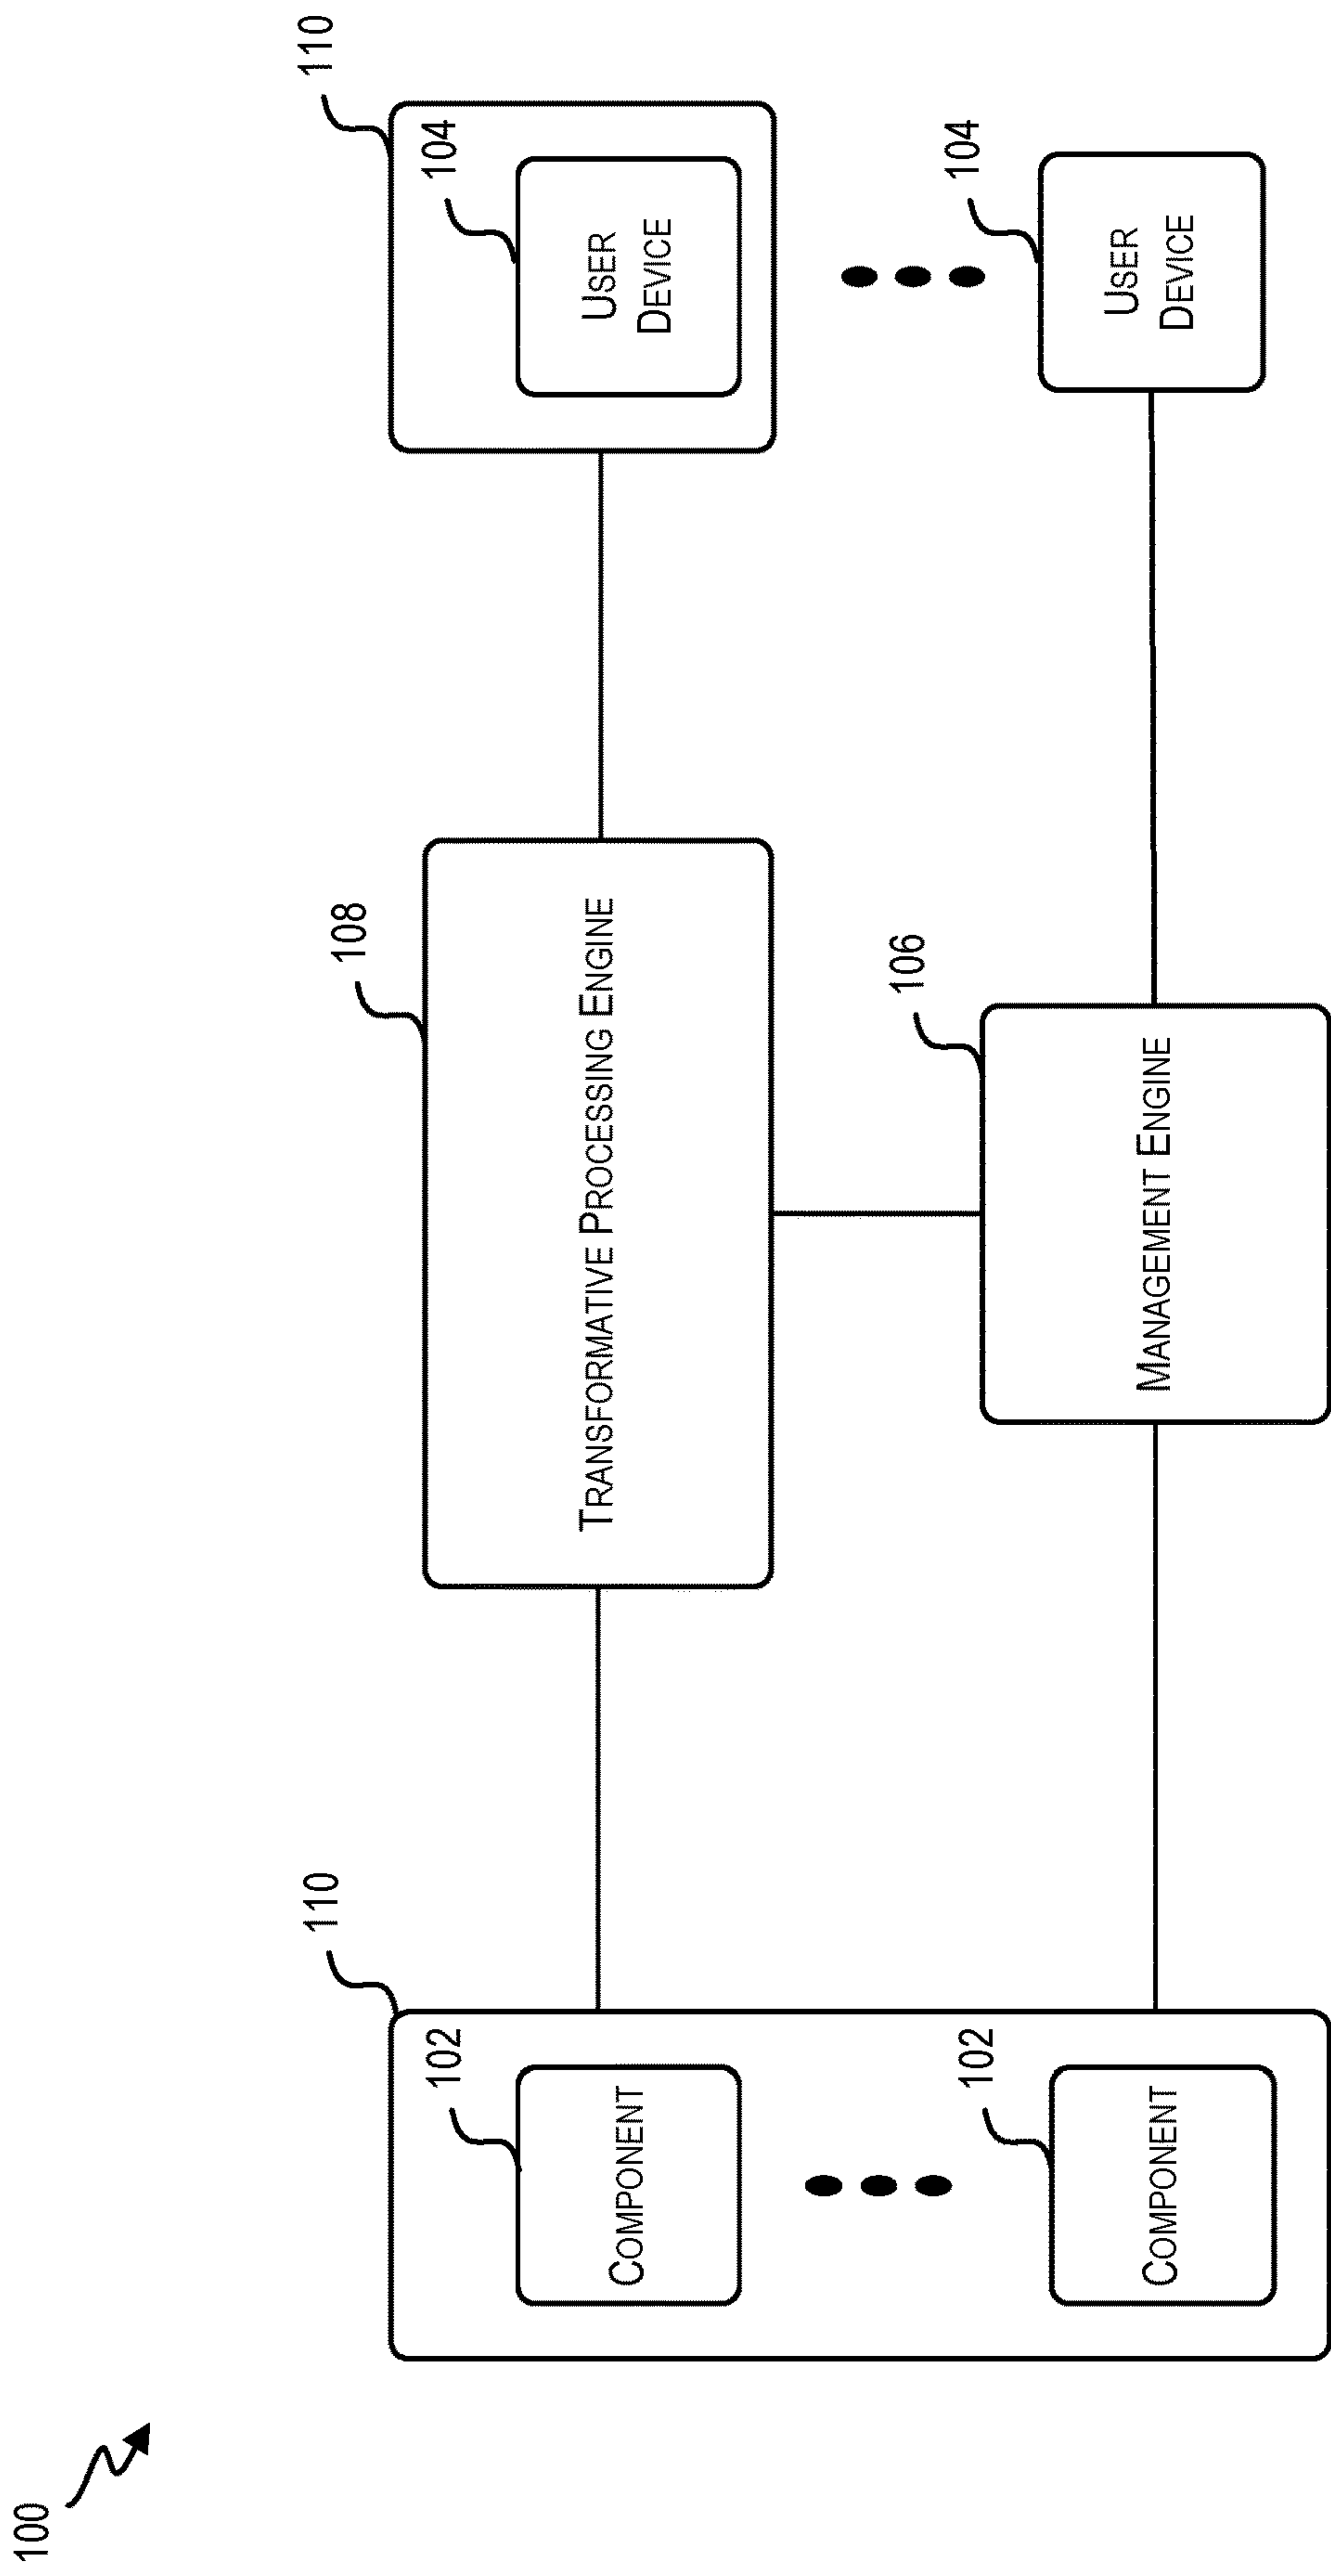 100
110
102
COMPONENT
102
COMPONENT
108
TRANSFORMATIVE PROCESSING ENGINE
106
MANAGEMENT ENGINE
110
104
USER
DEVICE
104
USER
DEVICE